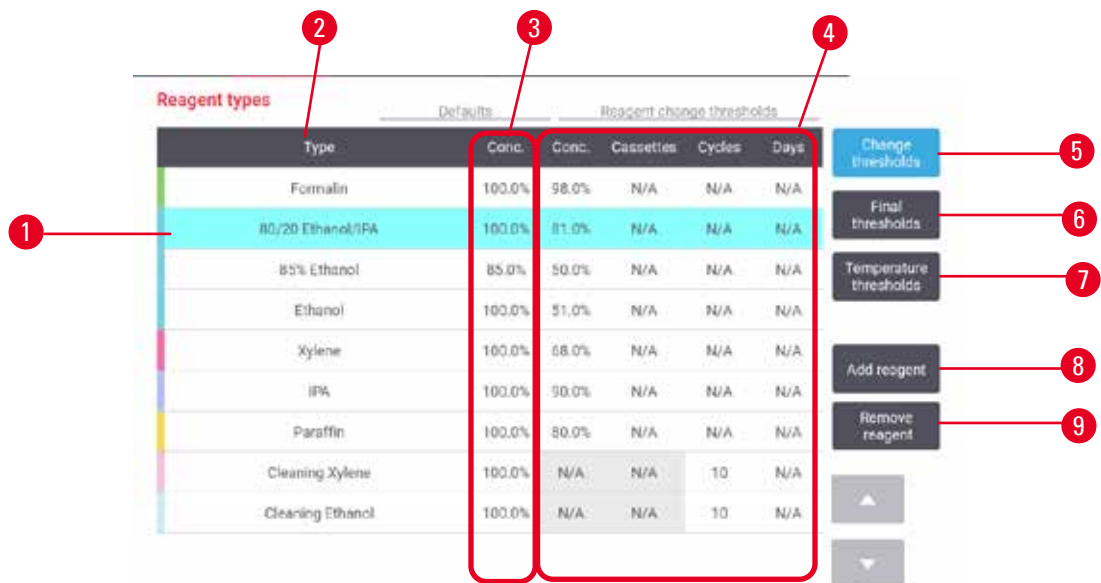 2 3 4
Reagent types
Defaults Reagent change thresholds
Type Conc. Conc. Cassettes Cycles Days
Change
thresholds
5
Formalin 100.0% 98.0% N/A N/A N/A
Final
thresholds
6
1
80/20 Ethanol/IPA 100.0% 81.0% N/A N/A N/A
85% Ethanol 85.0% 50.0% N/A N/A N/A
Temperature
thresholds
7
Ethanol 100.0% 51.0% N/A N/A N/A
Xylene 100.0% 68.0% N/A N/A N/A
Add reagent
8
IPA 100.0% 90.0% N/A N/A N/A
Remove
reagent
9
Paraffin 100.0% 80.0% N/A N/A N/A
Cleaning Xylene 100.0% N/A N/A 10 N/A
Cleaning Ethanol 100.0% N/A N/A 10 N/A